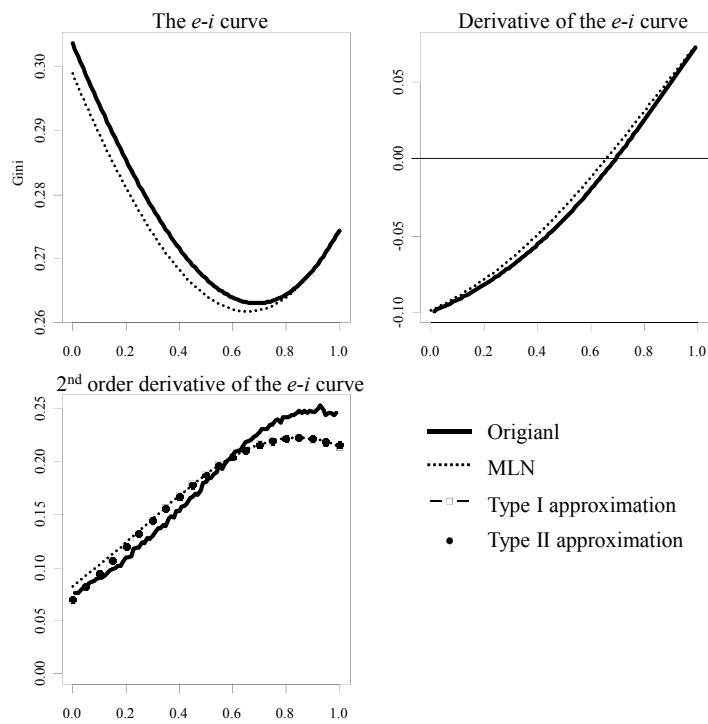 The e-i curve
Derivative of the e-i curve
Gini
0.30
0.29
0.28
0.27
0.26
0.0 0.2 0.4 0.6 0.8 1.0
0.05
0.00
-0.05
-0.10
0.0 0.2 0.4 0.6 0.8 1.0
2nd order derivative of the e-i curve
0.25
0.20
0.15
0.10
0.05
0.00
0.0 0.2 0.4 0.6 0.8 1.0
Origianl
MLN
Type I approximation
Type II approximation